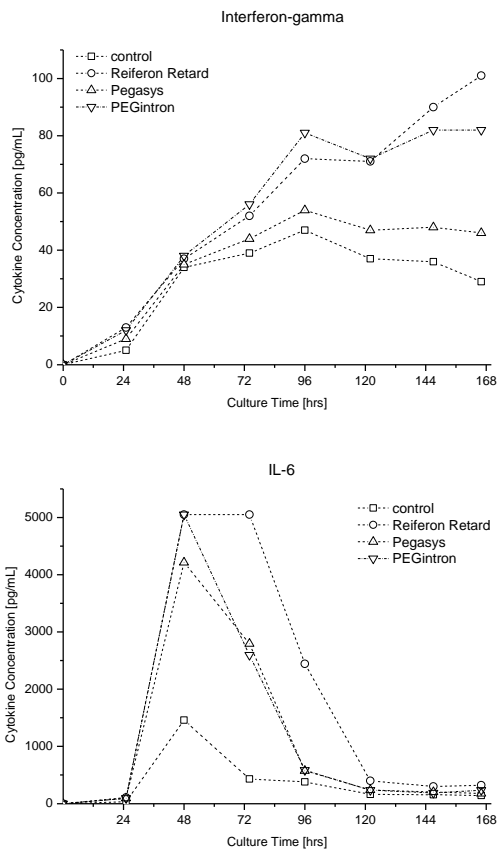 Interferon-gamma
control
Reiferon Retard
Pegasys
PEGintron
100
80
60
40
20
0
Cytokine Concentration [pg/mL]
0 24 48 72 96 120 144 168
Culture Time [hrs]
IL-6
control
Reiferon Retard
Pegasys
PEGintron
5000
4000
3000
2000
1000
0
Cytokine Concentration [pg/mL]
24 48 72 96 120 144 168
Culture Time [hrs]